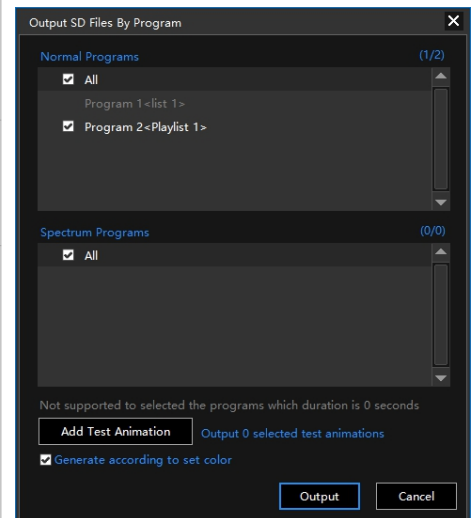 Output SD Files By Program
Normal Programs (1/2)
All
Program 1<list 1>
Program 2<Playlist 1>
Spectrum Programs (0/0)
All
Not supported to selected the programs which duration is 0 seconds
Add Test Animation Output 0 selected test animations
Generate according to set color
Output Cancel